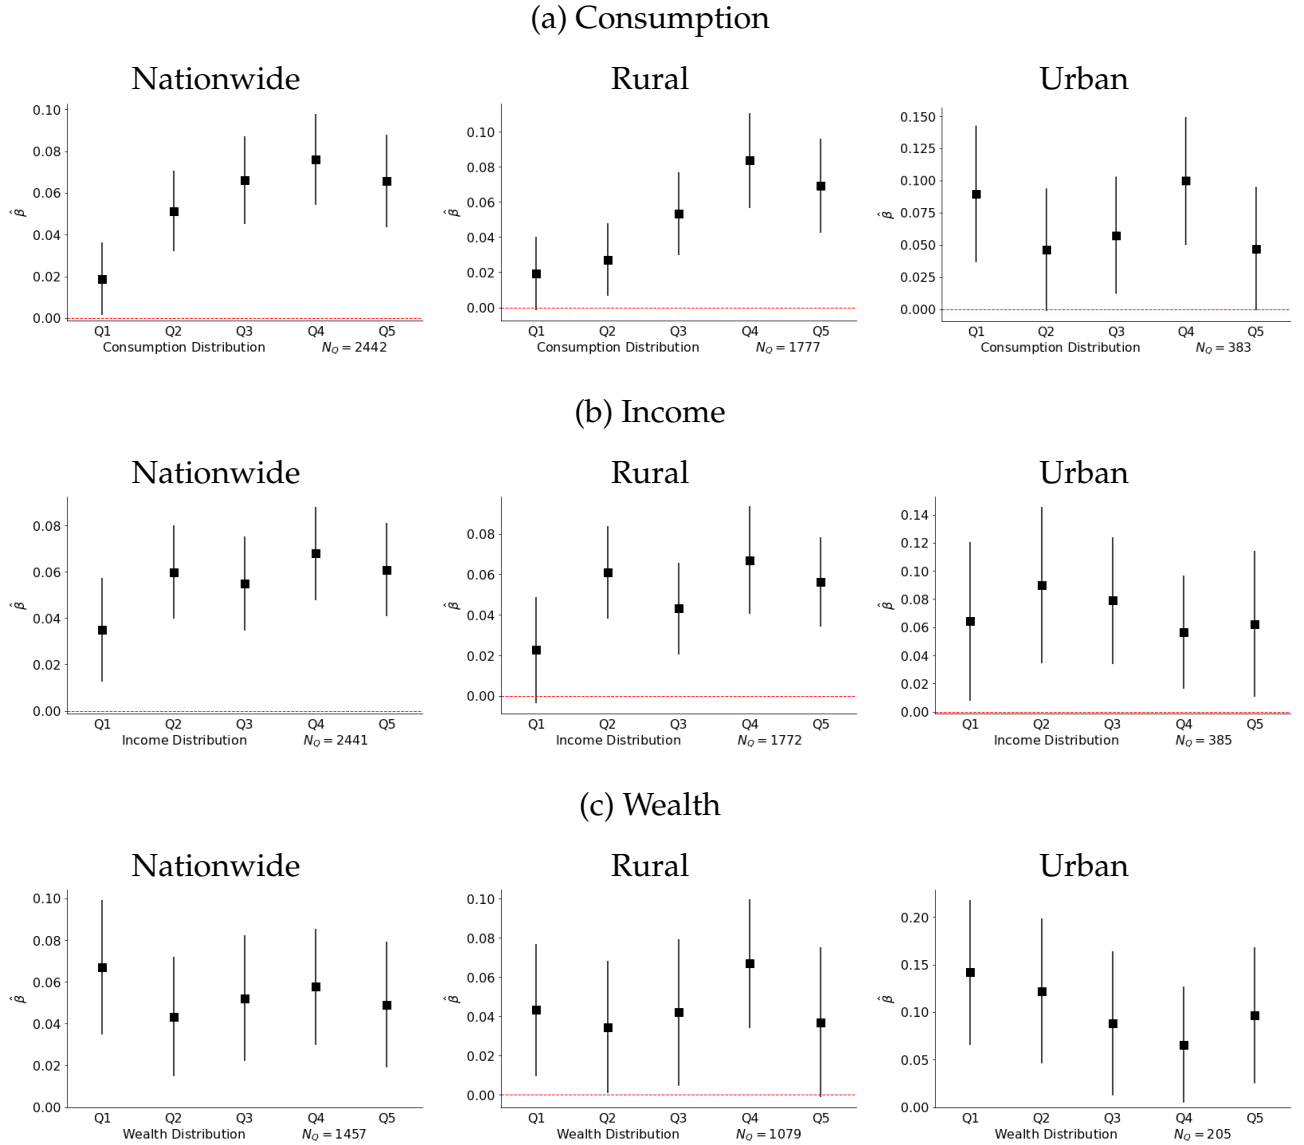 (a) Consumption
Nationwide
Rural
Urban
0.10
0.08
0.06
0.04
0.02
0.00
β̂
Q1 Q2 Q3 Q4 Q5
Consumption Distribution N_Q = 2442
0.10
0.08
0.06
0.04
0.02
0.00
β̂
Q1 Q2 Q3 Q4 Q5
Consumption Distribution N_Q = 1777
0.150
0.125
0.100
0.075
0.050
0.025
0.000
β̂
Q1 Q2 Q3 Q4 Q5
Consumption Distribution N_Q = 383
(b) Income
Nationwide
Rural
Urban
0.08
0.06
0.04
0.02
0.00
β̂
Q1 Q2 Q3 Q4 Q5
Income Distribution N_Q = 2441
0.08
0.06
0.04
0.02
0.00
β̂
Q1 Q2 Q3 Q4 Q5
Income Distribution N_Q = 1772
0.14
0.12
0.10
0.08
0.06
0.04
0.02
0.00
β̂
Q1 Q2 Q3 Q4 Q5
Income Distribution N_Q = 385
(c) Wealth
Nationwide
Rural
Urban
0.10
0.08
0.06
0.04
0.02
0.00
β̂
Q1 Q2 Q3 Q4 Q5
Wealth Distribution N_Q = 1457
0.10
0.08
0.06
0.04
0.02
0.00
β̂
Q1 Q2 Q3 Q4 Q5
Wealth Distribution N_Q = 1079
0.20
0.15
0.10
0.05
0.00
β̂
Q1 Q2 Q3 Q4 Q5
Wealth Distribution N_Q = 205